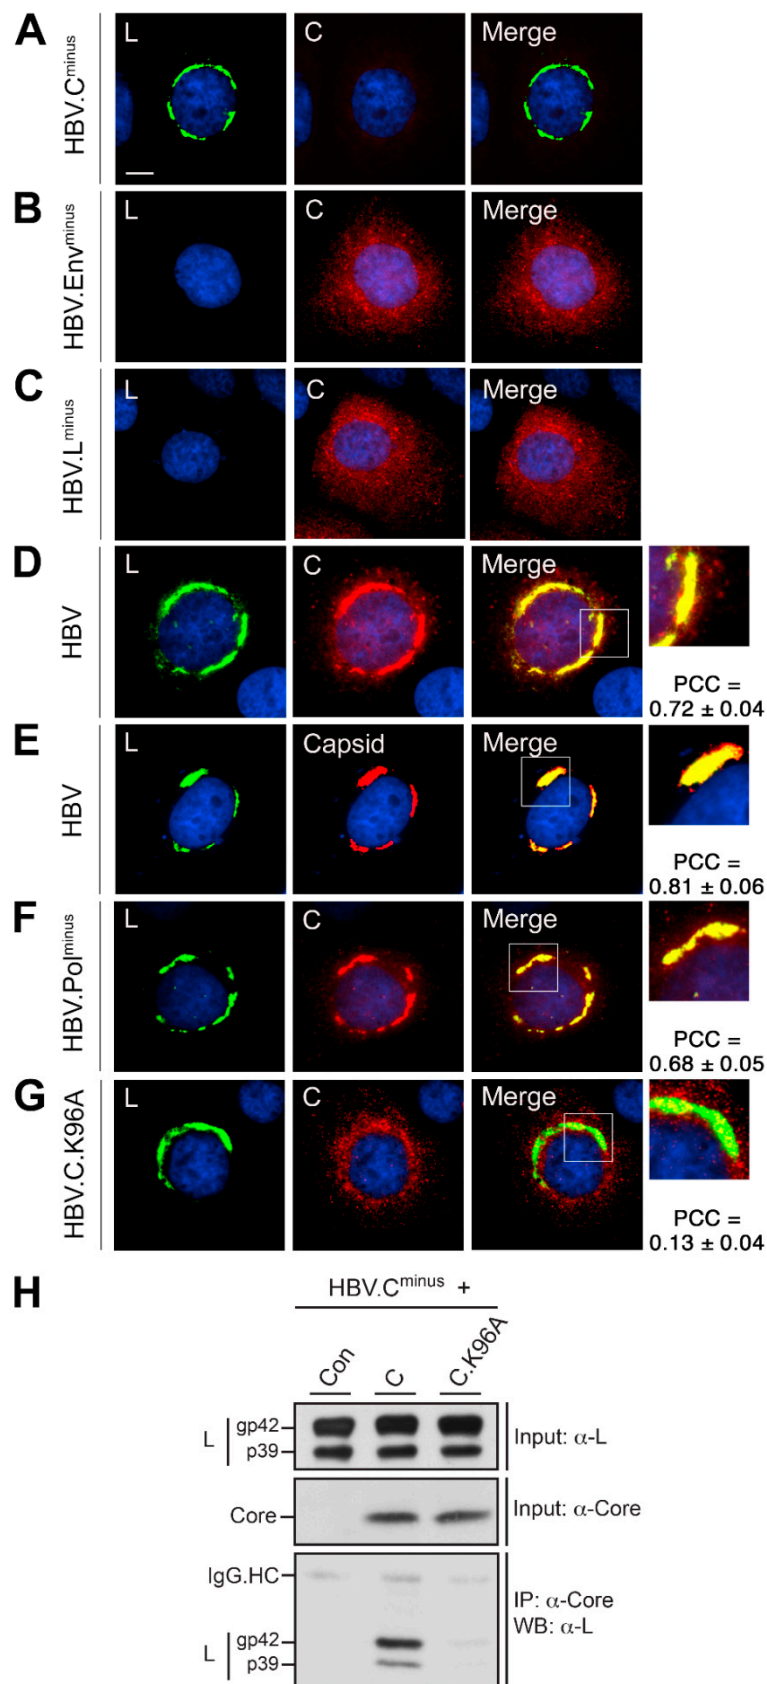 A
HBV.Cminus
L
C
Merge
B
HBV.Envminus
L
C
Merge
C
HBV.Lminus
L
C
Merge
D
HBV
L
C
Merge
PCC =
0.72 ± 0.04
E
HBV
L
Capsid
Merge
PCC =
0.81 ± 0.06
F
HBV.Polminus
L
C
Merge
PCC =
0.68 ± 0.05
G
HBV.C.K96A
L
C
Merge
PCC =
0.13 ± 0.04
H
HBV.Cminus +
Con
C
C.K96A
L
gp42
p39
Input: α-L
Core
Input: α-Core
IgG.HC
L
gp42
p39
IP: α-Core
WB: α-L